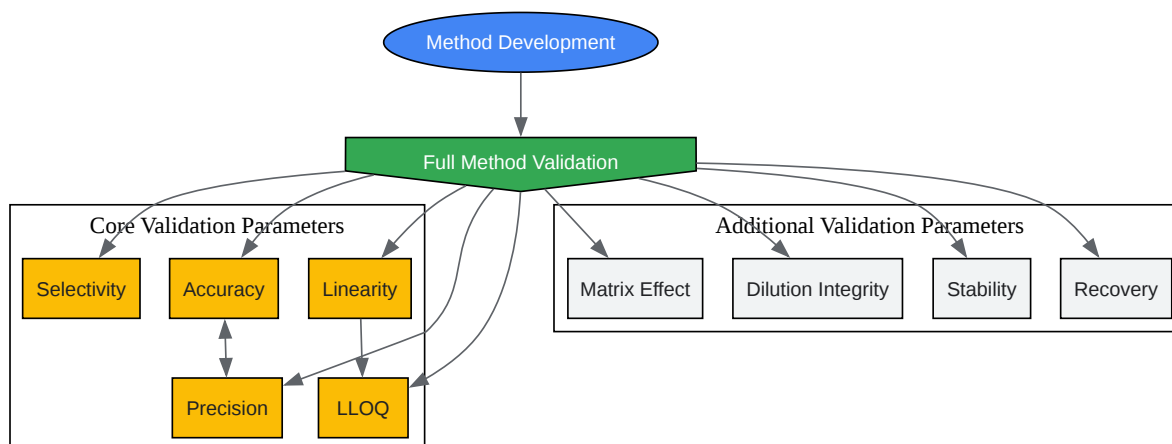 Method Development
Full Method Validation
Core Validation Parameters
Additional Validation Parameters
Selectivity
Accuracy
Linearity
Matrix Effect
Dilution Integrity
Stability
Recovery
Precision
LLOQ